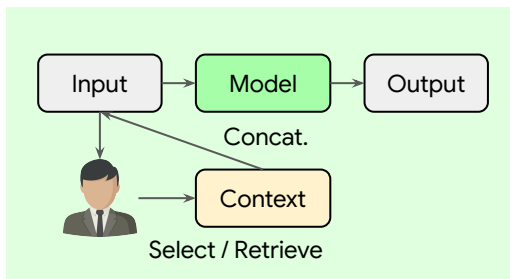 Input
Model
Output
Concat.
Context
Select / Retrieve